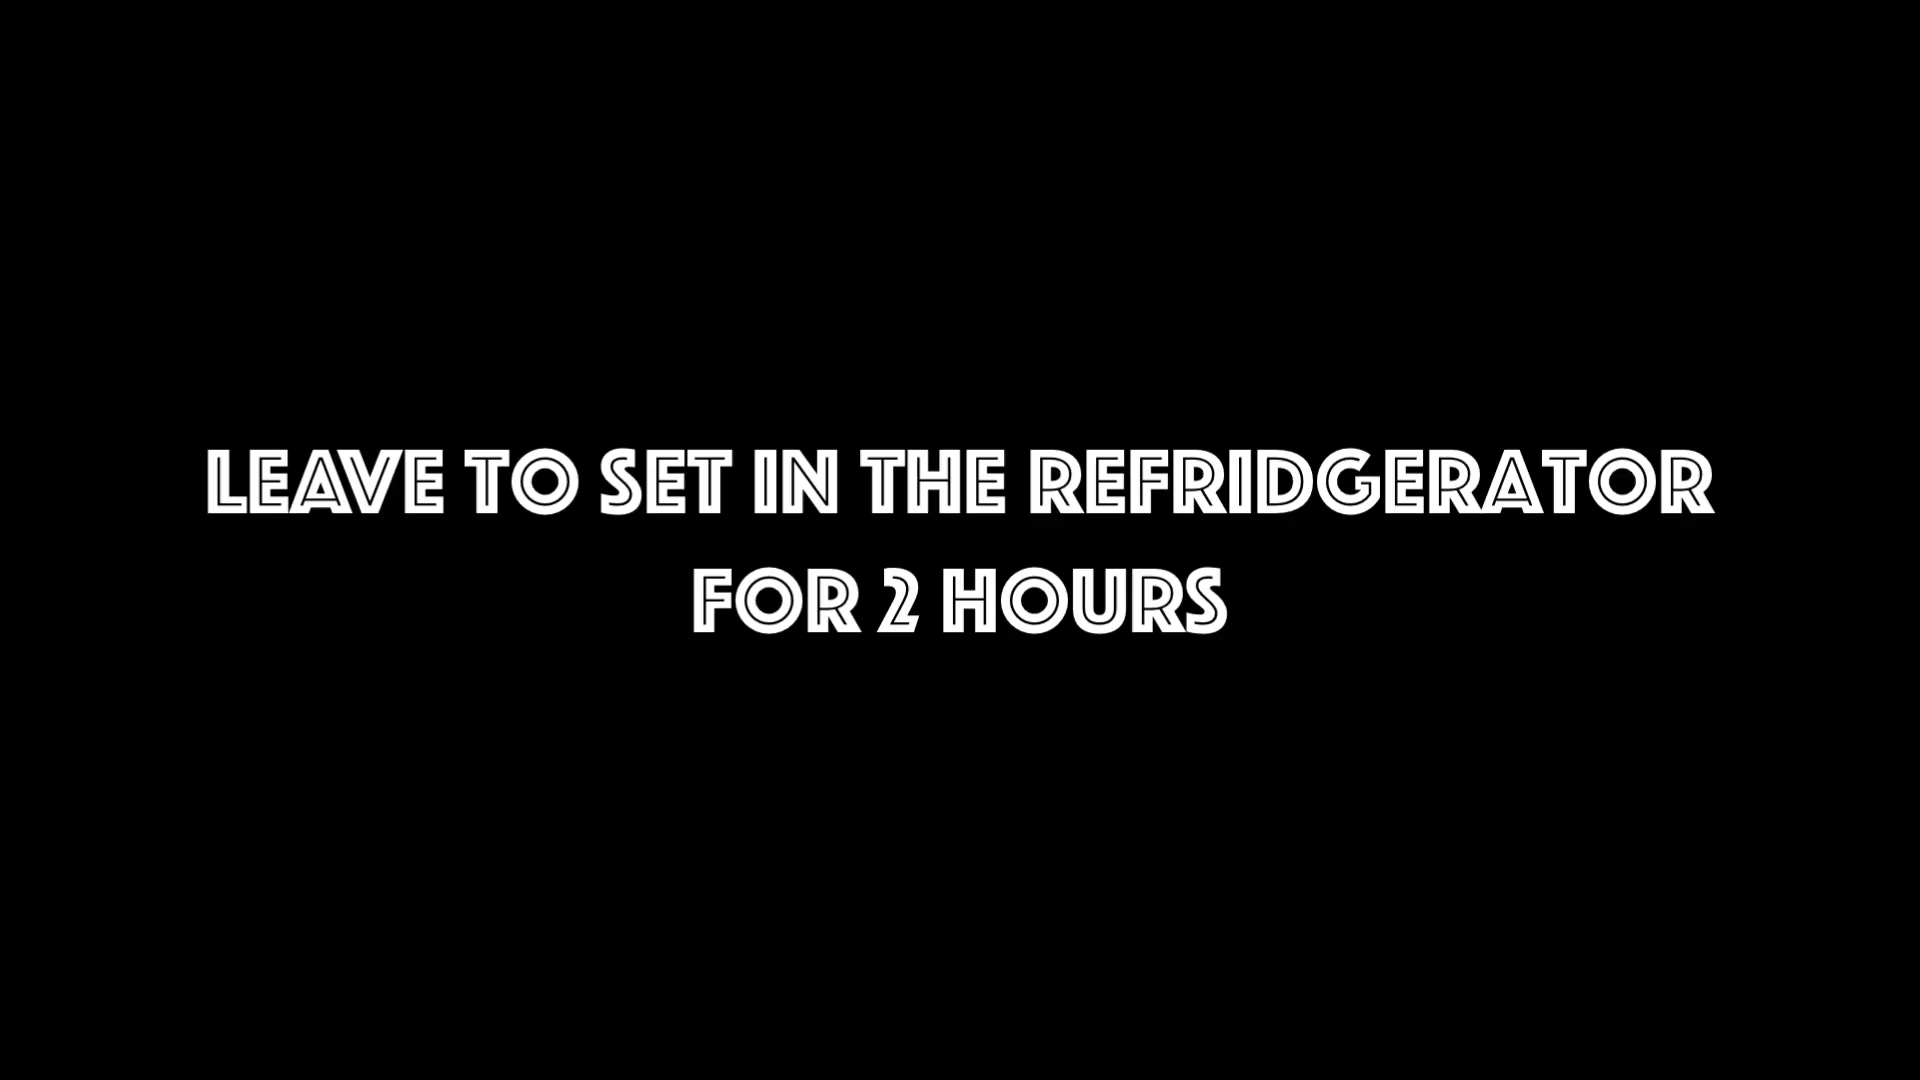 LEAVE TO SET IN THE REFRIDGERATOR
FOR 2 HOURS